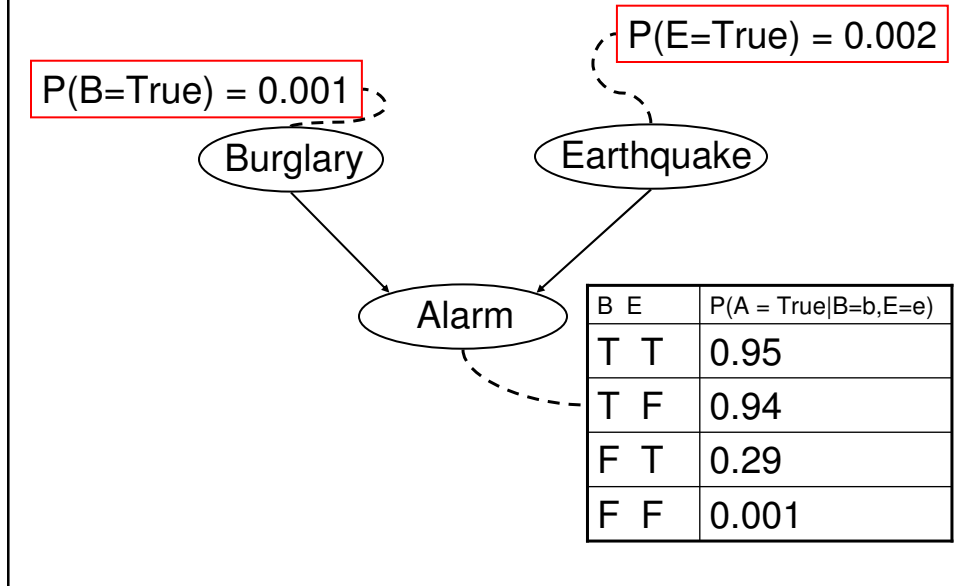 P(E=True) = 0.002
P(B=True) = 0.001
Burglary
Earthquake
Alarm
B E P(A = True|B=b,E=e)
T T 0.95
T F 0.94
F T 0.29
F F 0.001